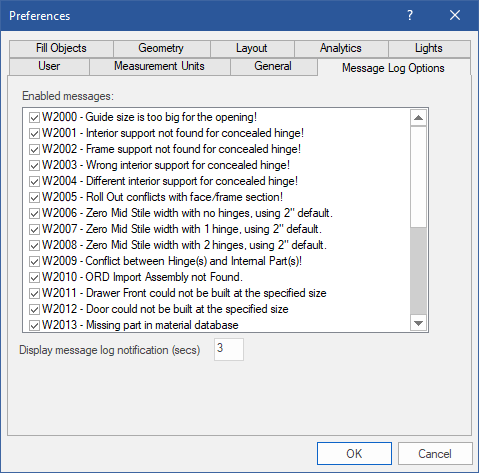 Preferences
Fill Objects Geometry Layout Analytics Lights
User Measurement Units General Message Log Options
Enabled messages:
W2000 - Guide size is too big for the opening!
W2001 - Interior support not found for concealed hinge!
W2002 - Frame support not found for concealed hinge!
W2003 - Wrong interior support for concealed hinge!
W2004 - Different interior support for concealed hinge!
W2005 - Roll Out conflicts with face/frame section!
W2006 - Zero Mid Stile width with no hinges, using 2" default.
W2007 - Zero Mid Stile width with 1 hinge, using 2" default.
W2008 - Zero Mid Stile width with 2 hinges, using 2" default.
W2009 - Conflict between Hinge(s) and Internal Part(s)!
W2010 - ORD Import Assembly not Found.
W2011 - Drawer Front could not be built at the specified size
W2012 - Door could not be built at the specified size
W2013 - Missing part in material database
Display message log notification (secs) 3
OK Cancel